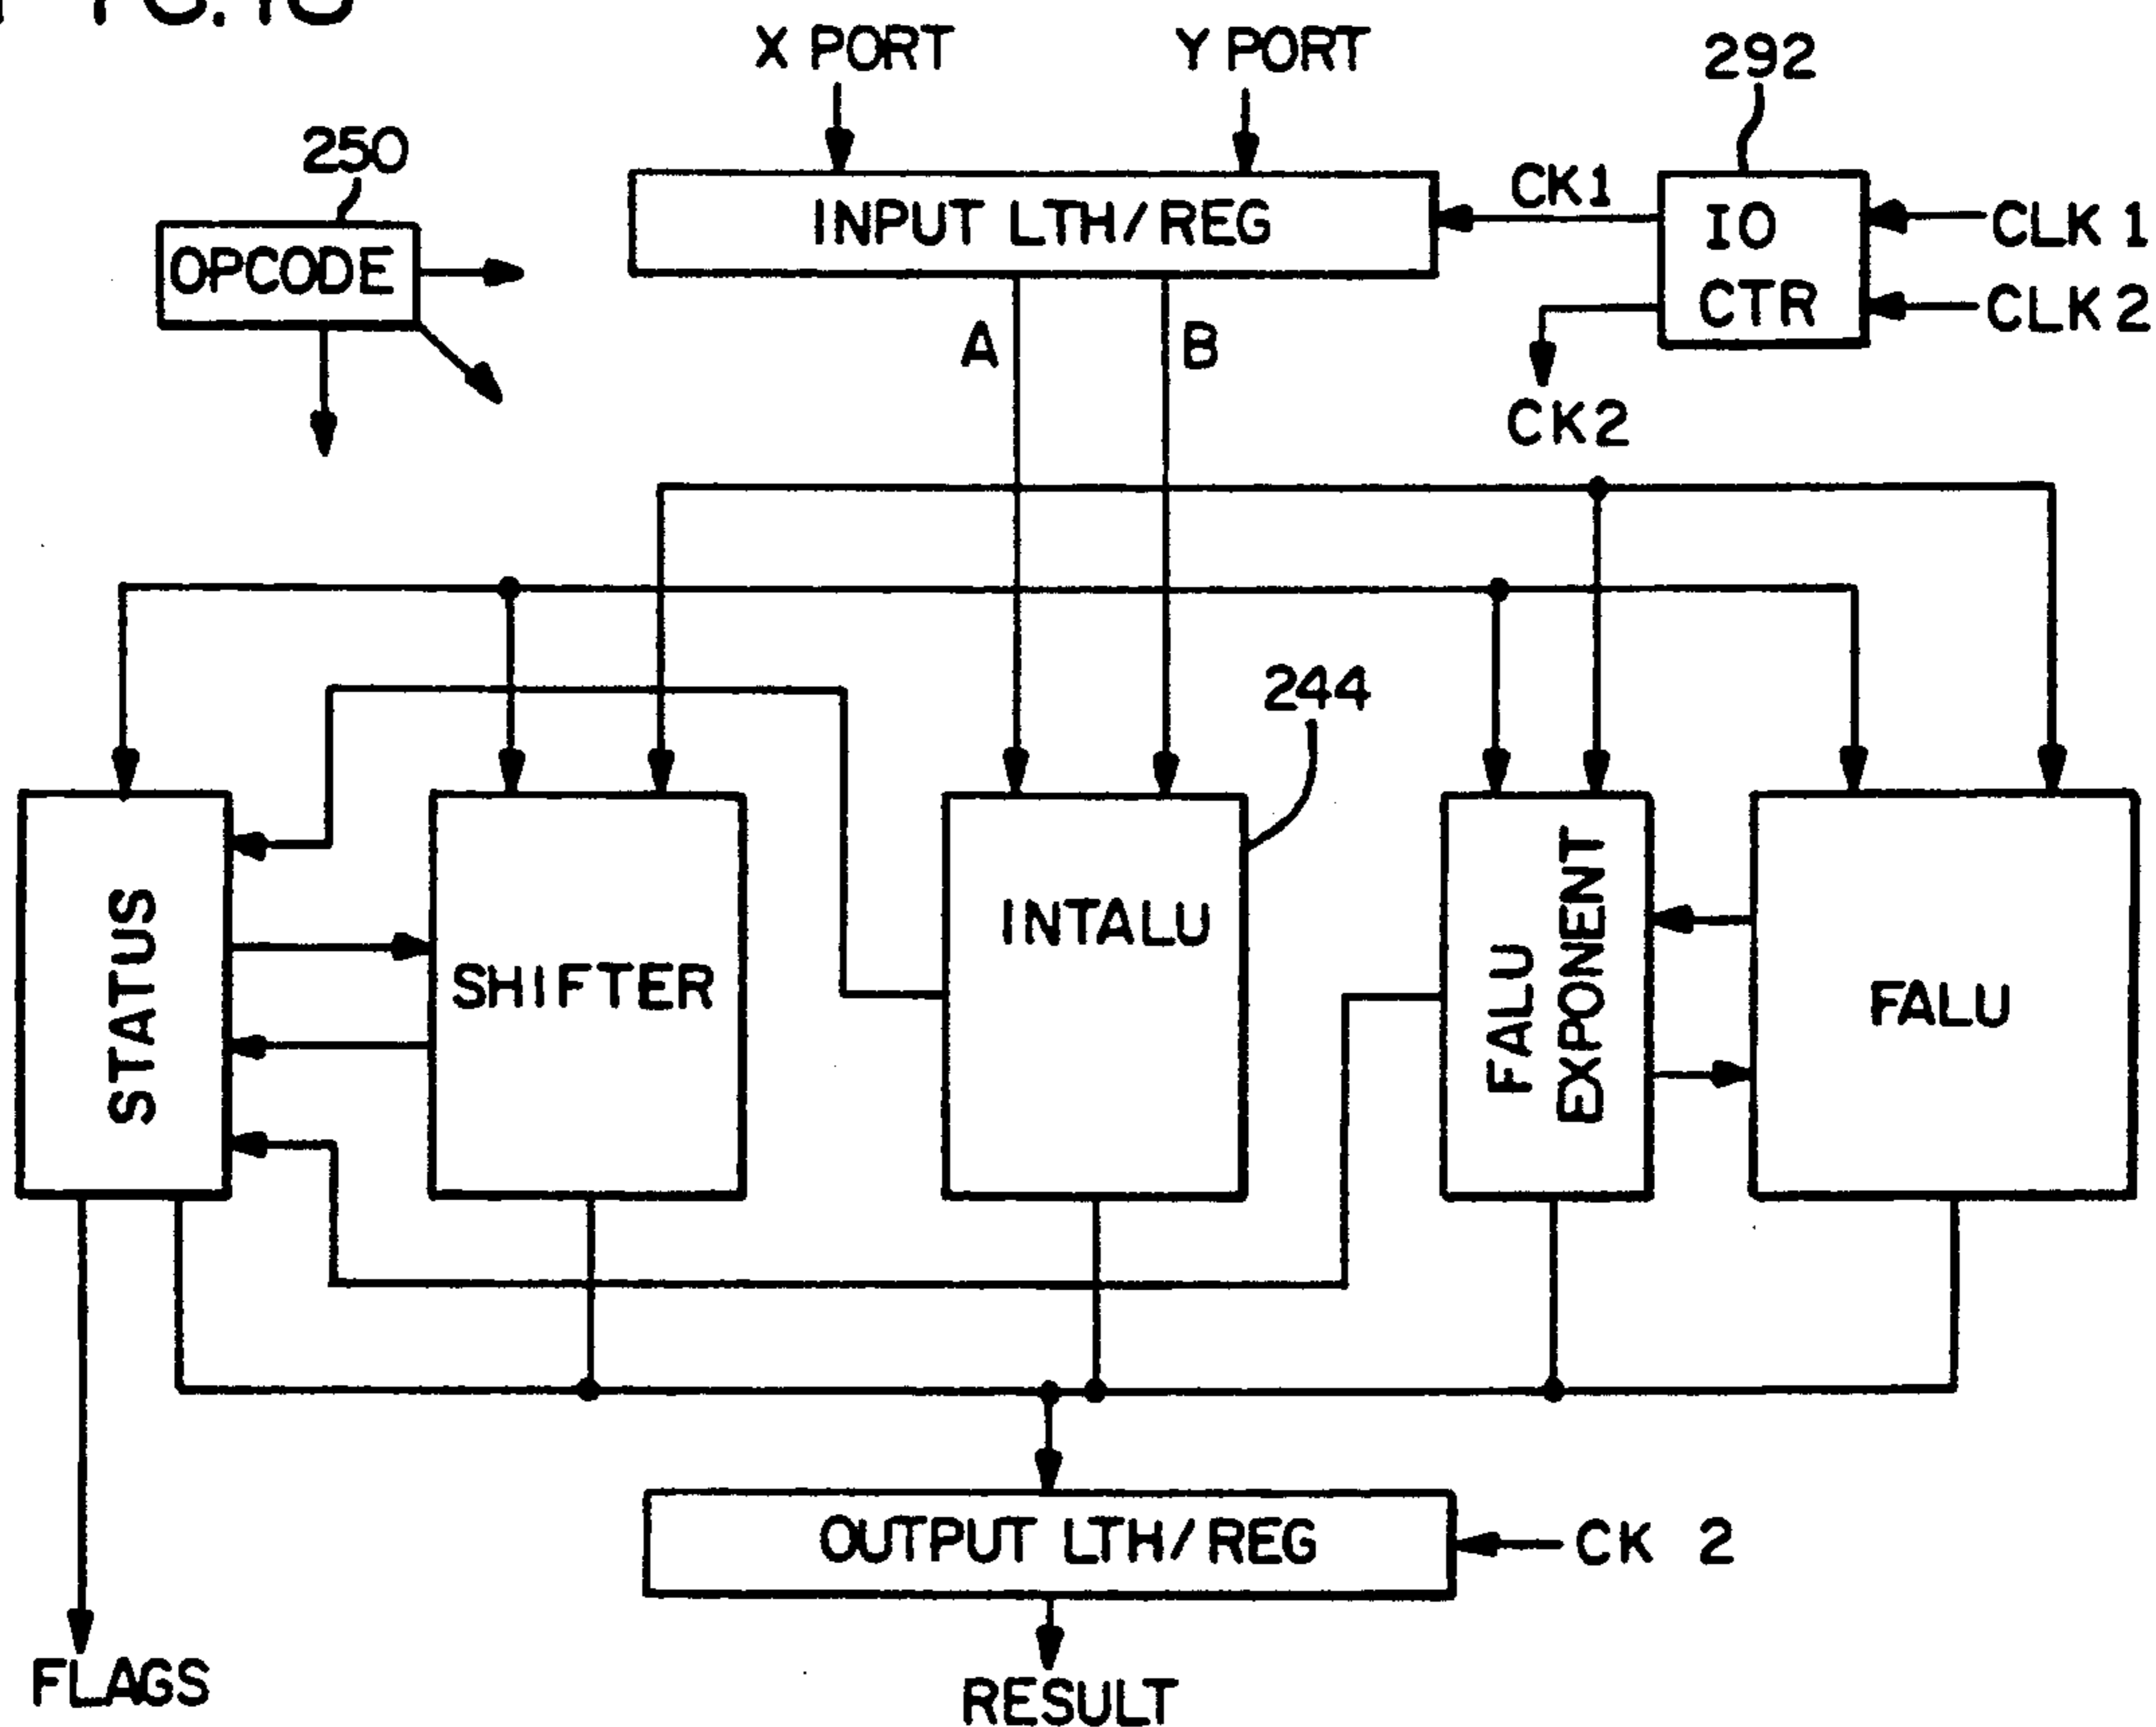 X PORT
Y PORT
292
250
OPCODE
INPUT LTH/REG
CK1
IO
CTR
CLK 1
CLK 2
A
B
CK2
244
STATUS
SHIFTER
INTALU
FALU
EXPONENT
FALU
OUTPUT LTH/REG
CK 2
FLAGS
RESULT